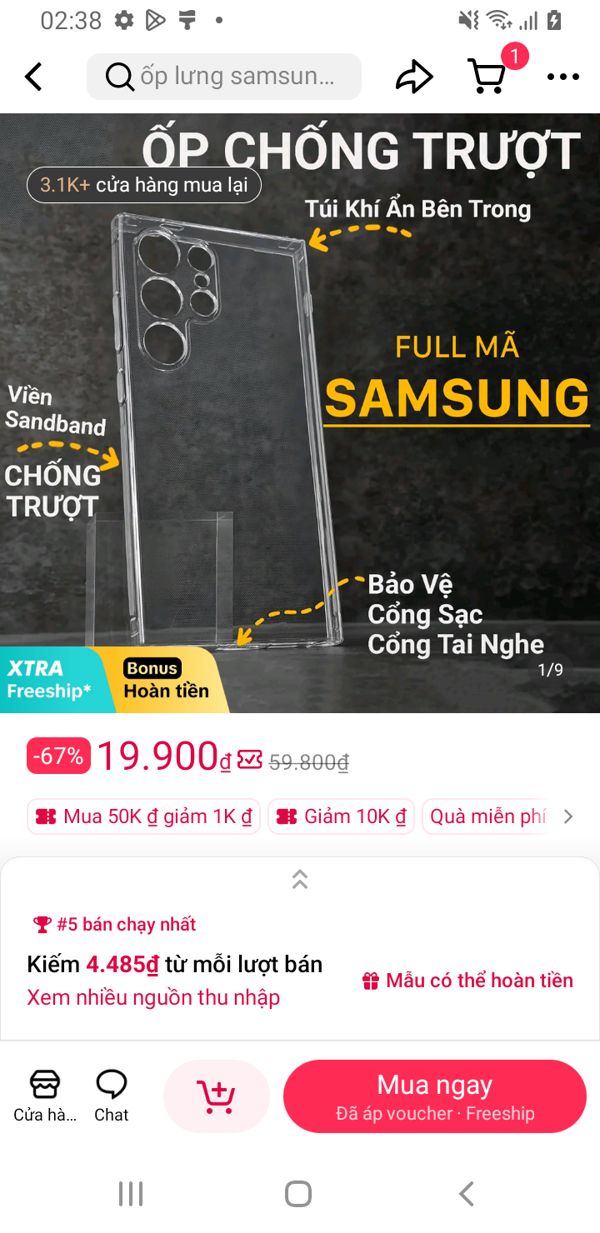 02:38
ốp lưng samsun...
1
ỐP CHỐNG TRƯỢT
3.1K+ cửa hàng mua lại
Túi Khí Ẩn Bên Trong
FULL MÃ
SAMSUNG
Viền
Sandband
CHỐNG
TRƯỢT
Bảo Vệ
Cổng Sạc
Cổng Tai Nghe
1/9
XTRA
Freeship*
Bonus
Hoàn tiền
-67% 19.900₫ 59.800₫
Mua 50K ₫ giảm 1K ₫
Giảm 10K ₫
Quà miễn phí
#5 bán chạy nhất
Kiếm 4.485₫ từ mỗi lượt bán
Xem nhiều nguồn thu nhập
Mẫu có thể hoàn tiền
Cửa hà...
Chat
Mua ngay
Đã áp voucher · Freeship